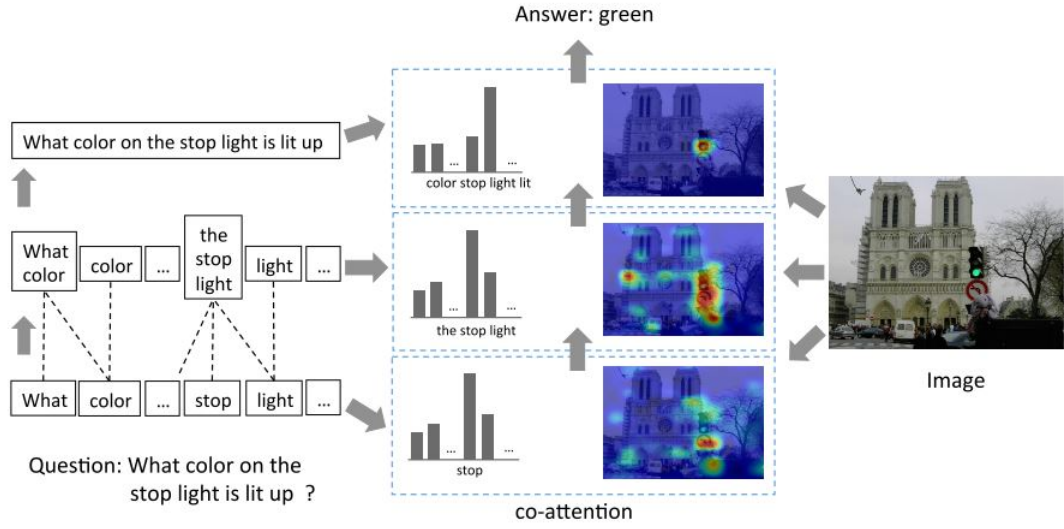 Answer: green
What color on the stop light is lit up
... ...
color stop light lit
What
color
color
...
the
stop
light
light
...
... ...
the stop light
What
color
...
stop
light
...
... ...
stop
Image
Question: What color on the
stop light is lit up ?
co-attention